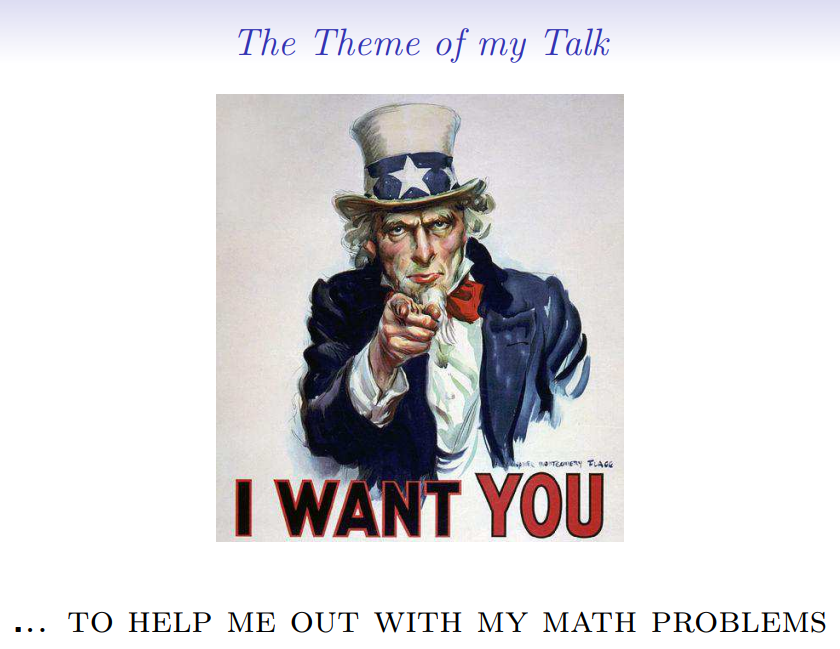 The Theme of my Talk
JAMES MONTGOMERY FLAGG
I WANT YOU
... TO HELP ME OUT WITH MY MATH PROBLEMS